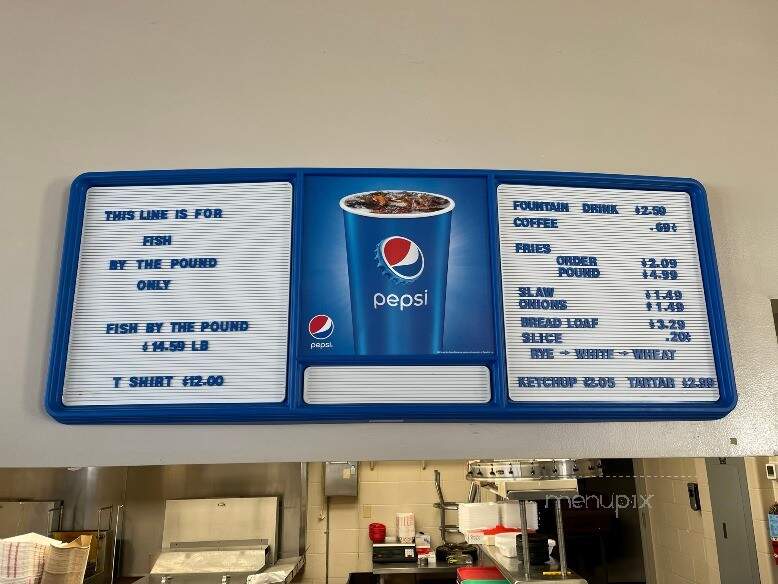 THIS LINE IS FOR
FISH
BY THE POUND
ONLY
FISH BY THE POUND
$14.59 LB
T SHIRT $12.00
pepsi
pepsi.
FOUNTAIN DRINK $2.59
COFFEE .69¢
FRIES
ORDER $2.09
POUND $4.99
SLAW $1.49
ONIONS $1.49
BREAD LOAF $3.29
SLICE .20¢
RYE - WHITE - WHEAT
KETCHUP $2.05 TARTAR $2.99
menupix